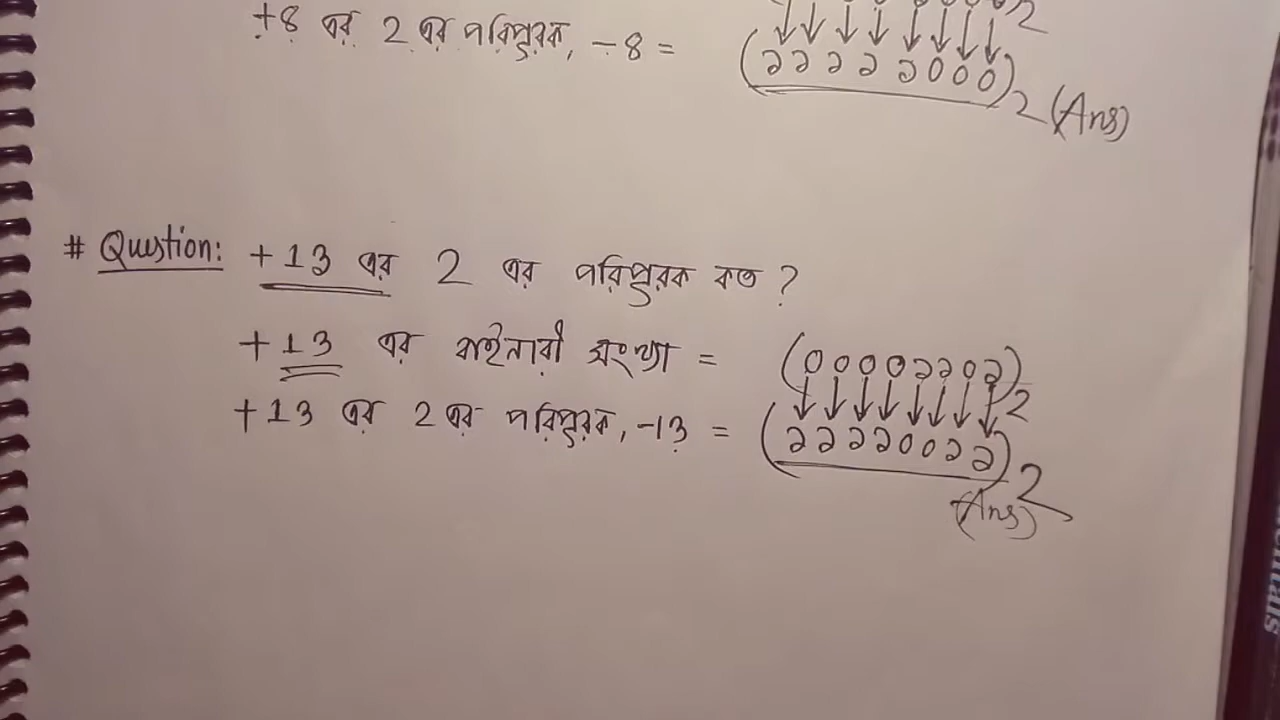 +8 এর 2 এর পরিপূরক, -8 = (১১১১১০০০)2 (Ans)
# Question: +13 এর 2 এর পরিপূরক কত ?
+13 এর বাইনারী সংখ্যা = (০০০০১১০১)2
+13 এর 2 এর পরিপূরক, -13 = (১১১১০০১১)2
(Ans)